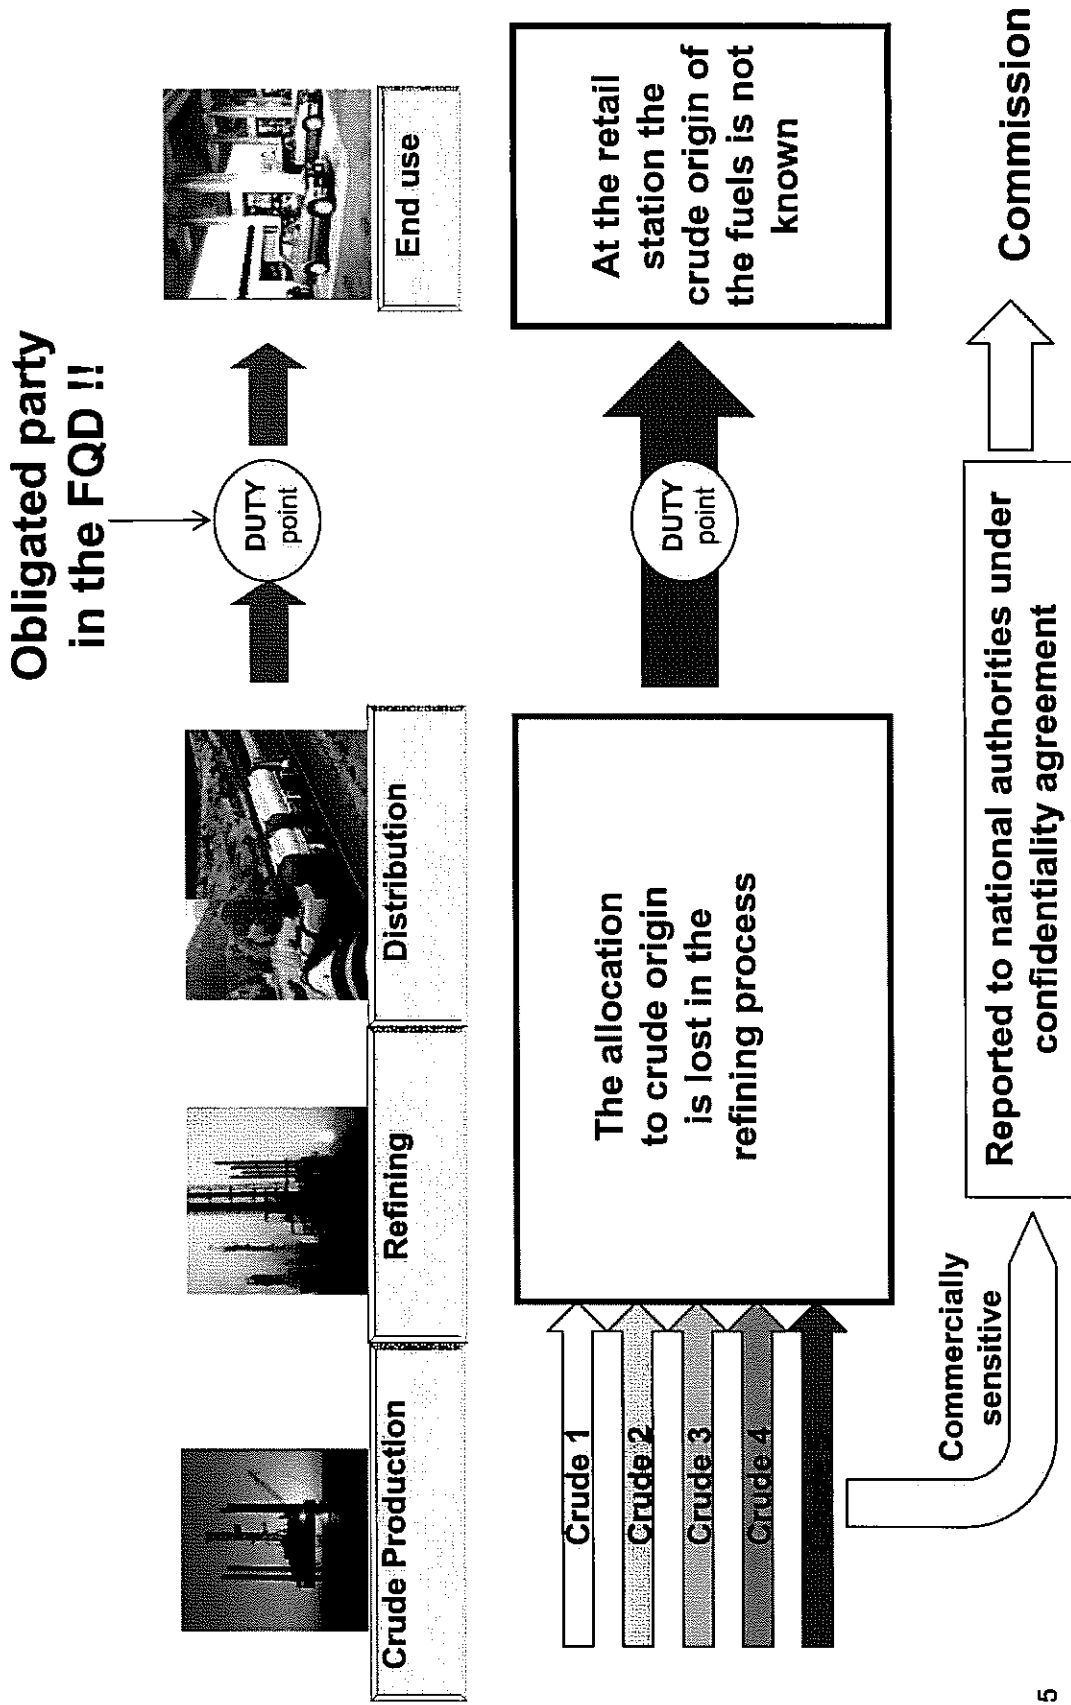 Obligated party
in the FQD !!
DUTY
point
Crude Production
Refining
Distribution
End use
Crude 1
Crude 2
Crude 3
Crude 4
The allocation
to crude origin
is lost in the
refining process
DUTY
point
At the retail
station the
crude origin of
the fuels is not
known
Commercially
sensitive
Reported to national authorities under
confidentiality agreement
Commission
5